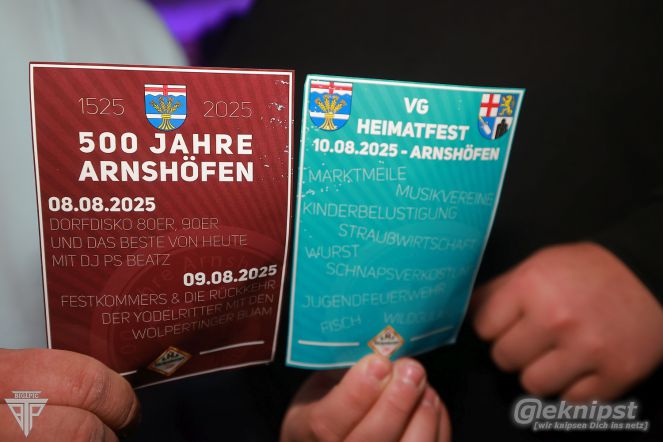 1525 2025
500 JAHRE
ARNSHÖFEN
08.08.2025
DORFDISKO 80ER, 90ER
UND DAS BESTE VON HEUTE
MIT DJ PS BEATZ
09.08.2025
FESTKOMMERS & DIE RÜCKKEHR
DER YODELRITTER MIT DEN
WOLPERTINGER BUAM
VG
HEIMATFEST
10.08.2025 - ARNSHÖFEN
MARKTMEILE
MUSIKVEREINE
KINDERBELUSTIGUNG
STRAUßWIRTSCHAFT
WURST
SCHNAPSVERKOSTUN
JUGENDFEUERWEHR
FISCH
BIGLPIC
@eknipst
[wir knipsen Dich ins netz]